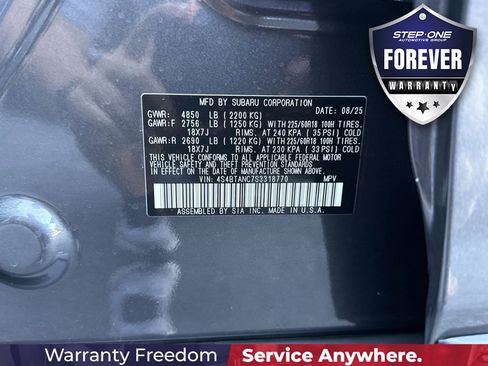 STEP ONE
AUTOMOTIVE GROUP
FOREVER
WARRANTY
MFD BY SUBARU CORPORATION
DATE: 08/25
GVWR: 4850 LB ( 2200 KG)
GAWR:F 2756 LB ( 1250 KG) WITH 225/60R18 100H TIRES,
18X7J RIMS, AT 240 KPA ( 35 PSI) COLD
GAWR:R 2690 LB ( 1220 KG) WITH 225/60R18 100H TIRES,
18X7J RIMS, AT 230 KPA ( 33 PSI) COLD
THIS VEHICLE CONFORMS TO ALL APPLICABLE FEDERAL MOTOR
VEHICLE SAFETY STANDARDS IN EFFECT ON THE DATE OF
MANUFACTURE SHOWN ABOVE.
VIN: 4S4BTANC7S3318770 MPV
ASSEMBLED BY SIA INC. MADE IN U.S.A.
Warranty Freedom. Service Anywhere.